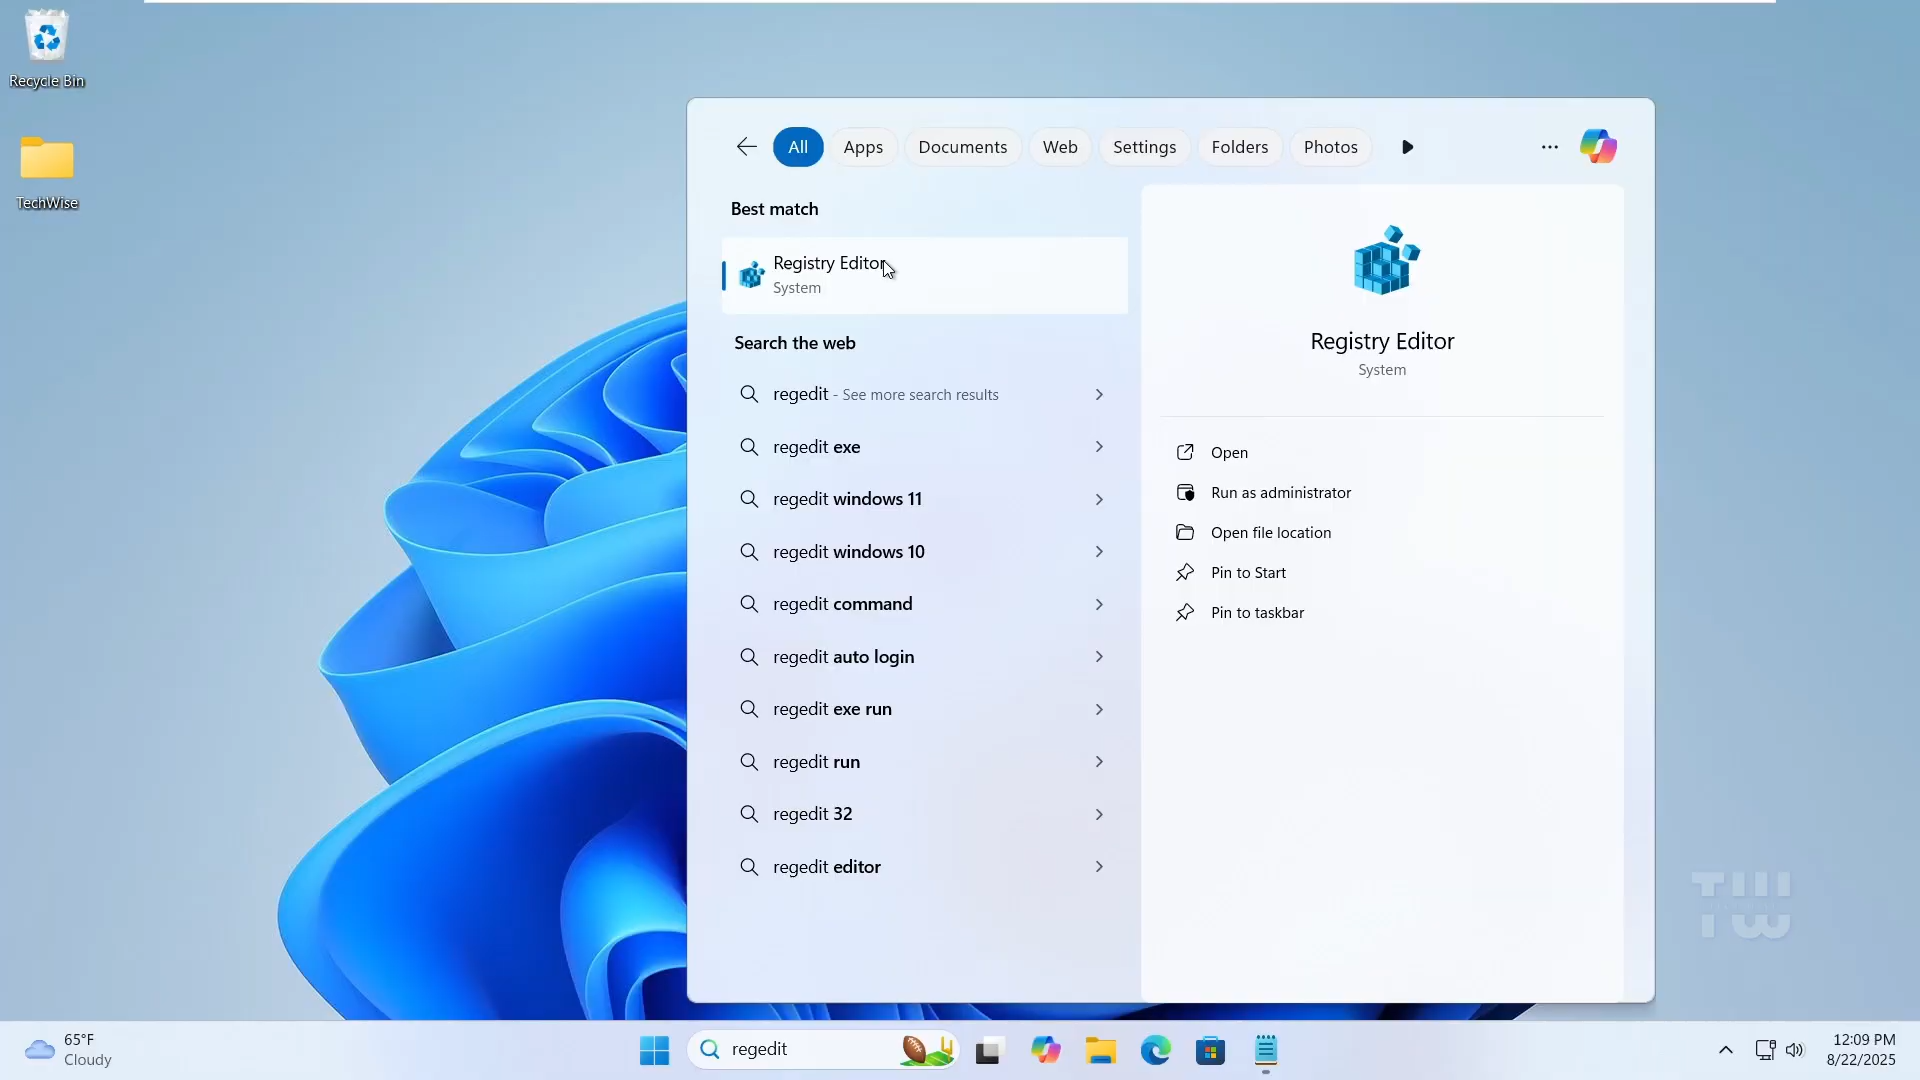 Recycle Bin
TechWise
All
Apps
Documents
Web
Settings
Folders
Photos
Best match
Registry Editor
System
Search the web
regedit - See more search results
regedit exe
regedit windows 11
regedit windows 10
regedit command
regedit auto login
regedit exe run
regedit run
regedit 32
regedit editor
Registry Editor
System
Open
Run as administrator
Open file location
Pin to Start
Pin to taskbar
TW
TW
65°F
Cloudy
regedit
12:09 PM
8/22/2025